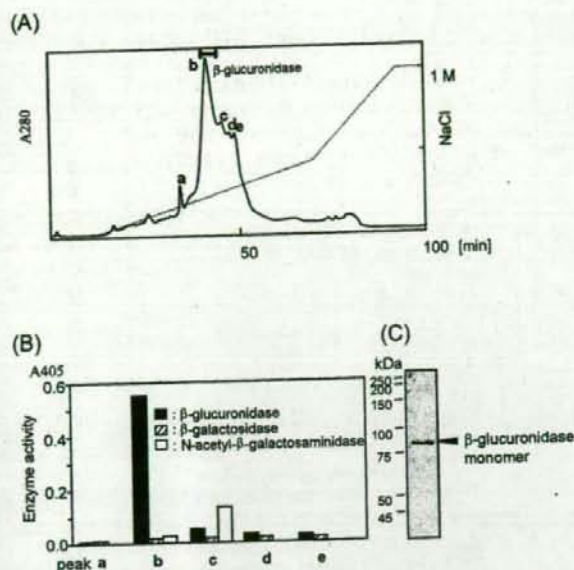 (A)
b
β-glucuronidase
c
de
a
A280
1 M
NaCl
50
100 [min]
(B)
A405
0.6
0.4
0.2
0.0
Enzyme activity
■ : β-glucuronidase
▨ : β-galactosidase
□ : N-acetyl-β-galactosaminidase
peak a b c d e
(C)
kDa
250
200
150
100
75
50
45
β-glucuronidase
monomer